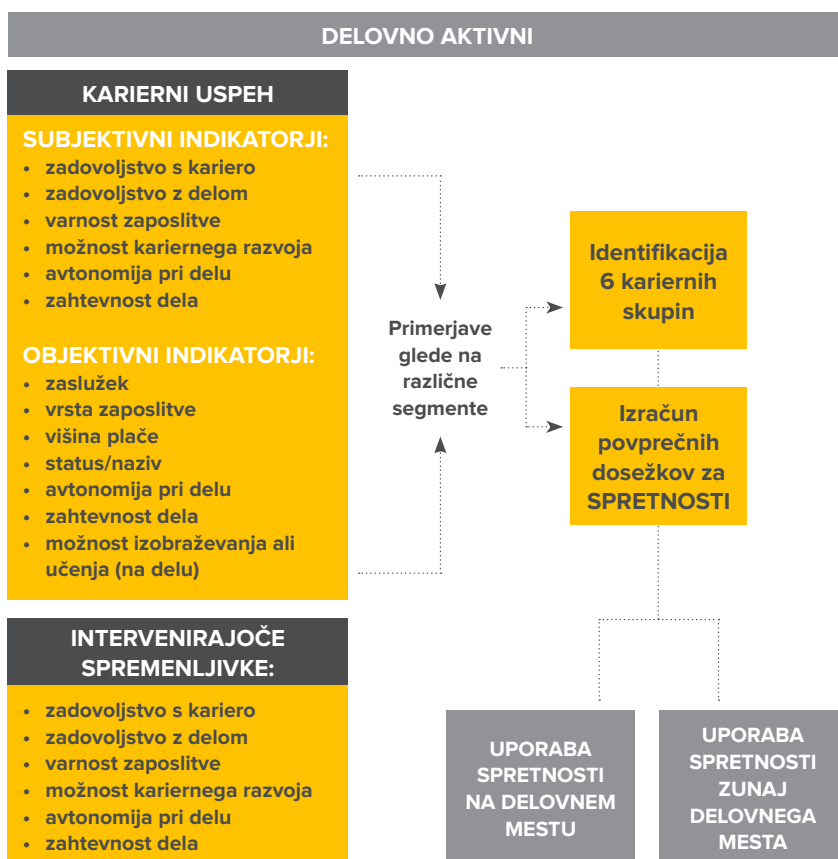 DELOVNO AKTIVNI
KARIERNI USPEH
SUBJEKTIVNI INDIKATORJI:
• zadovoljstvo s kariero
• zadovoljstvo z delom
• varnost zaposlitve
• možnost kariernega razvoja
• avtonomija pri delu
• zahtevnost dela
OBJEKTIVNI INDIKATORJI:
• zaslužek
• vrsta zaposlitve
• višina plače
• status/naziv
• avtonomija pri delu
• zahtevnost dela
• možnost izobraževanja ali
učenja (na delu)
INTERVENIRAJOČE
SPREMENLJIVKE:
• zadovoljstvo s kariero
• zadovoljstvo z delom
• varnost zaposlitve
• možnost kariernega razvoja
• avtonomija pri delu
• zahtevnost dela
Primerjave
glede na
različne
segmente
Identifikacija
6 kariernih
skupin
Izračun
povprečnih
dosežkov za
SPRETNOSTI
UPORABA
SPRETNOSTI
NA DELOVNEM
MESTU
UPORABA
SPRETNOSTI
ZUNAJ
DELOVNEGA
MESTA